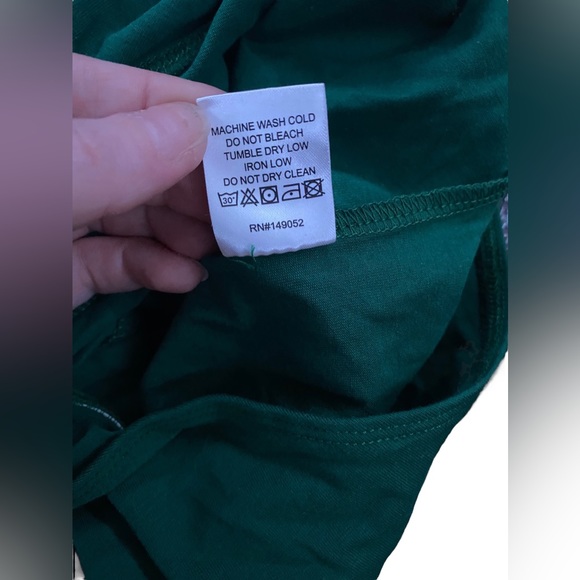 MACHINE WASH COLD
DO NOT BLEACH
TUMBLE DRY LOW
IRON LOW
DO NOT DRY CLEAN
30°
RN#149052